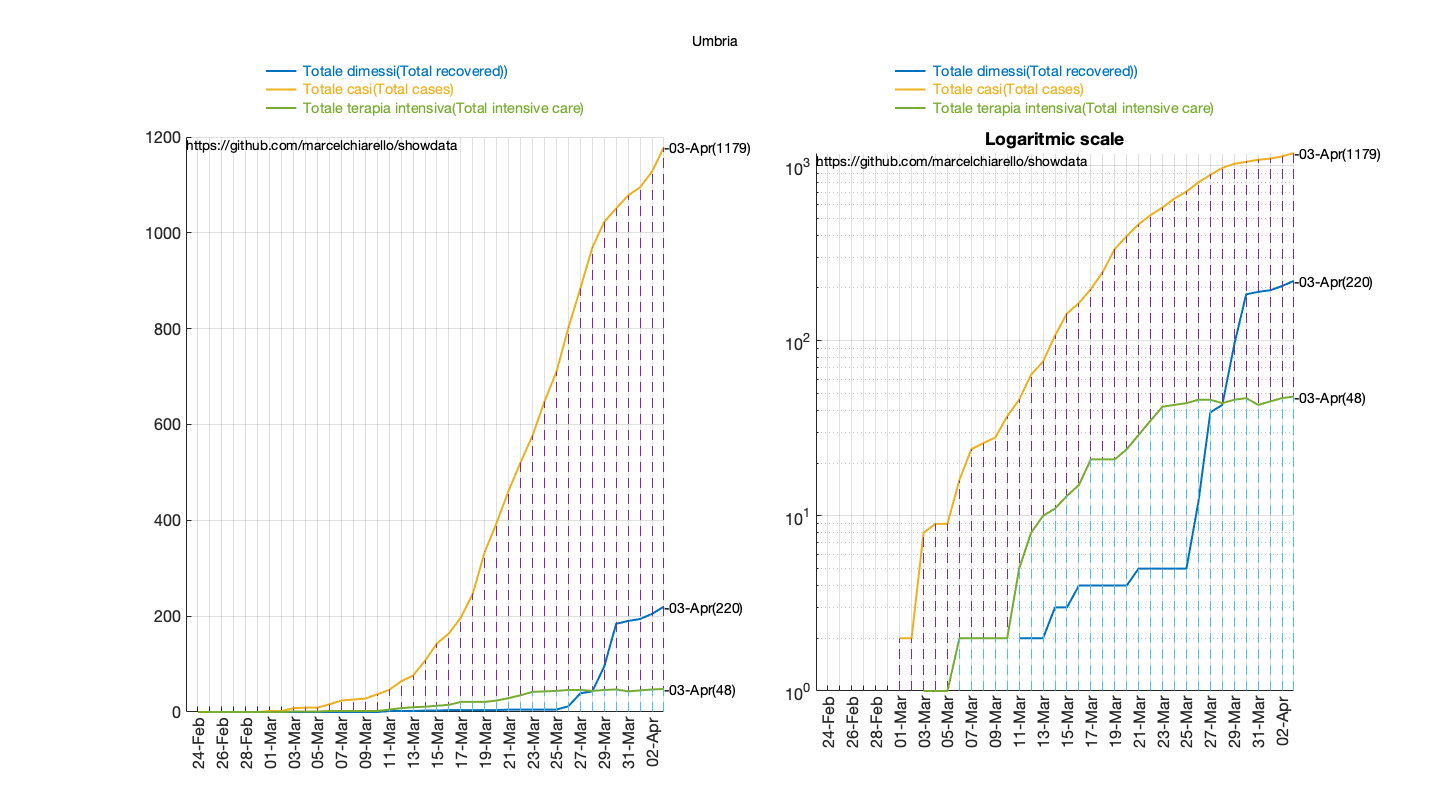 Umbria
Totale dimessi(Total recovered))
Totale casi(Total cases)
Totale terapia intensiva(Total intensive care)
https://github.com/marcelchiarello/showdata
1200
1000
800
600
400
200
0
-03-Apr(1179)
-03-Apr(220)
-03-Apr(48)
24-Feb
26-Feb
28-Feb
01-Mar
03-Mar
05-Mar
07-Mar
09-Mar
11-Mar
13-Mar
15-Mar
17-Mar
19-Mar
21-Mar
23-Mar
25-Mar
27-Mar
29-Mar
31-Mar
02-Apr
Totale dimessi(Total recovered))
Totale casi(Total cases)
Totale terapia intensiva(Total intensive care)
Logaritmic scale
https://github.com/marcelchiarello/showdata
10³
10²
10¹
10⁰
-03-Apr(1179)
-03-Apr(220)
-03-Apr(48)
24-Feb
26-Feb
28-Feb
01-Mar
03-Mar
05-Mar
07-Mar
09-Mar
11-Mar
13-Mar
15-Mar
17-Mar
19-Mar
21-Mar
23-Mar
25-Mar
27-Mar
29-Mar
31-Mar
02-Apr